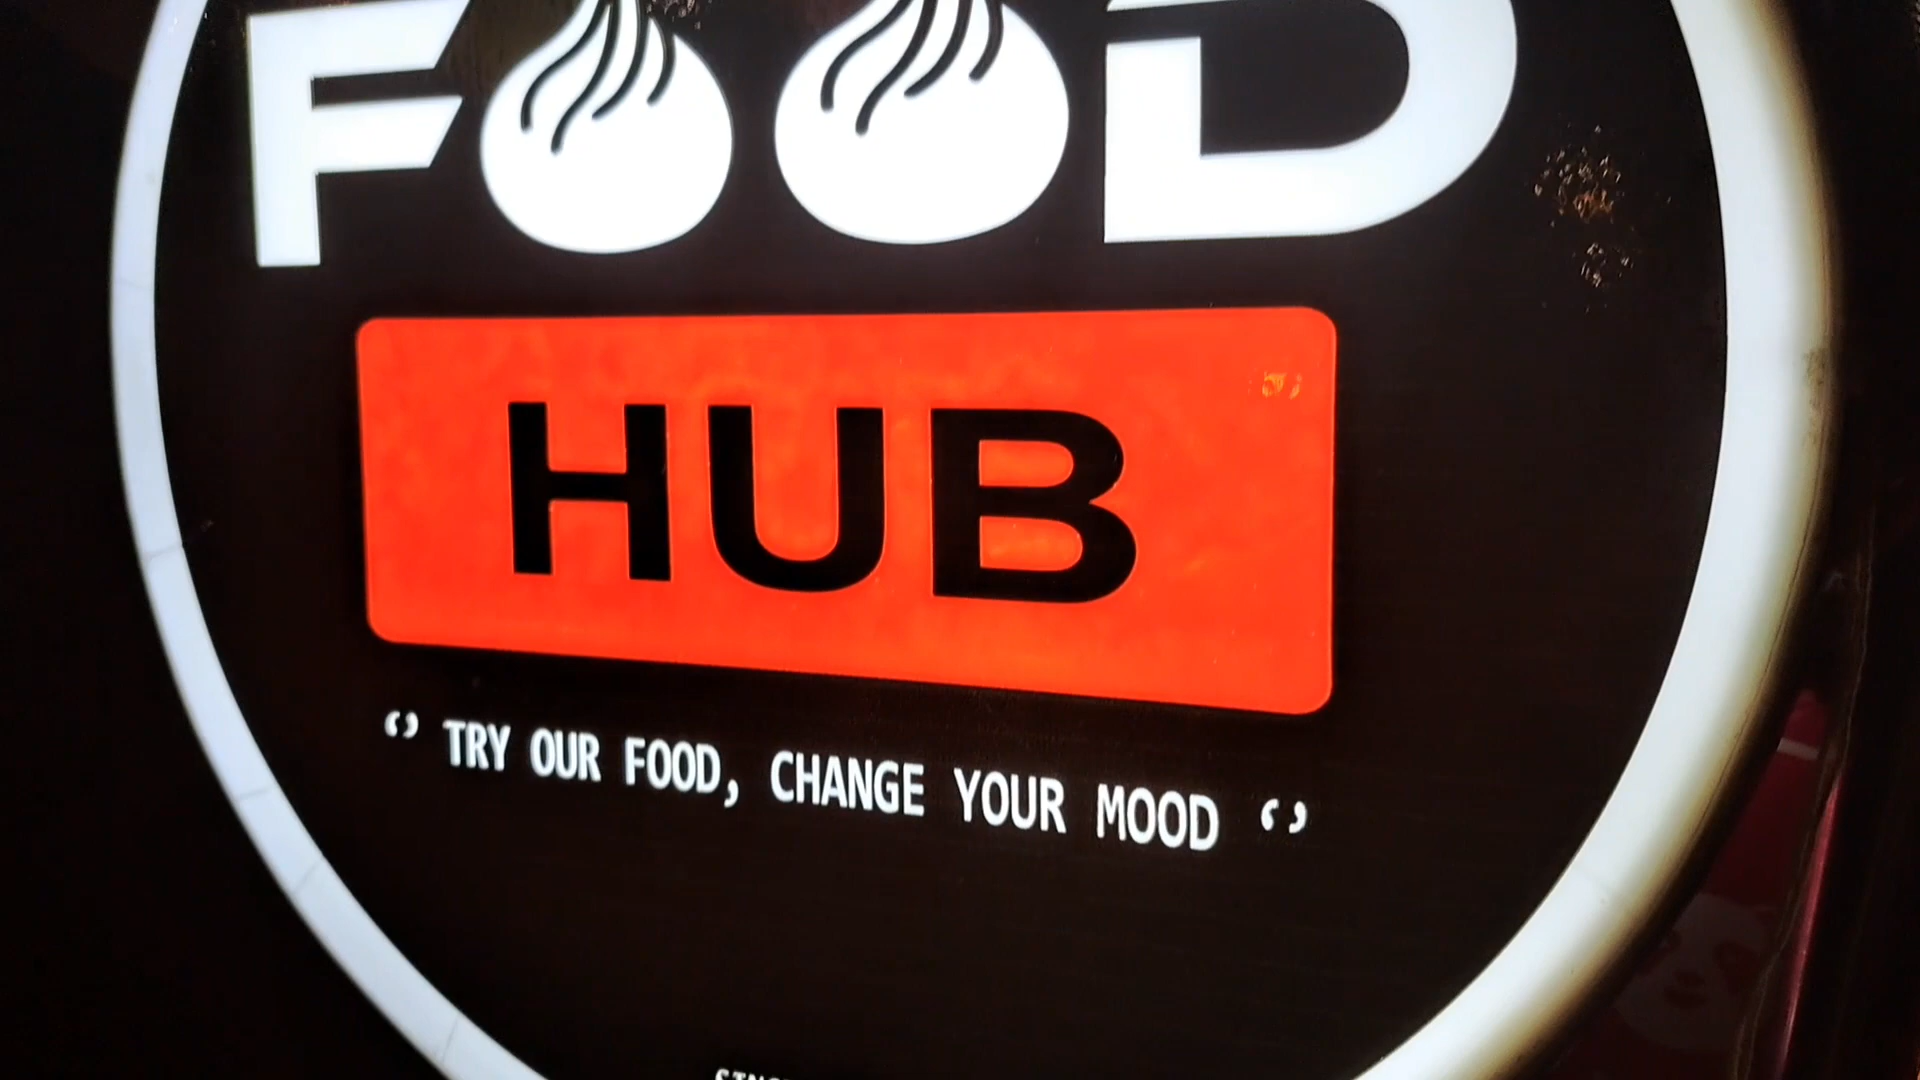 FOOD
HUB
‘’ TRY OUR FOOD, CHANGE YOUR MOOD ‘’